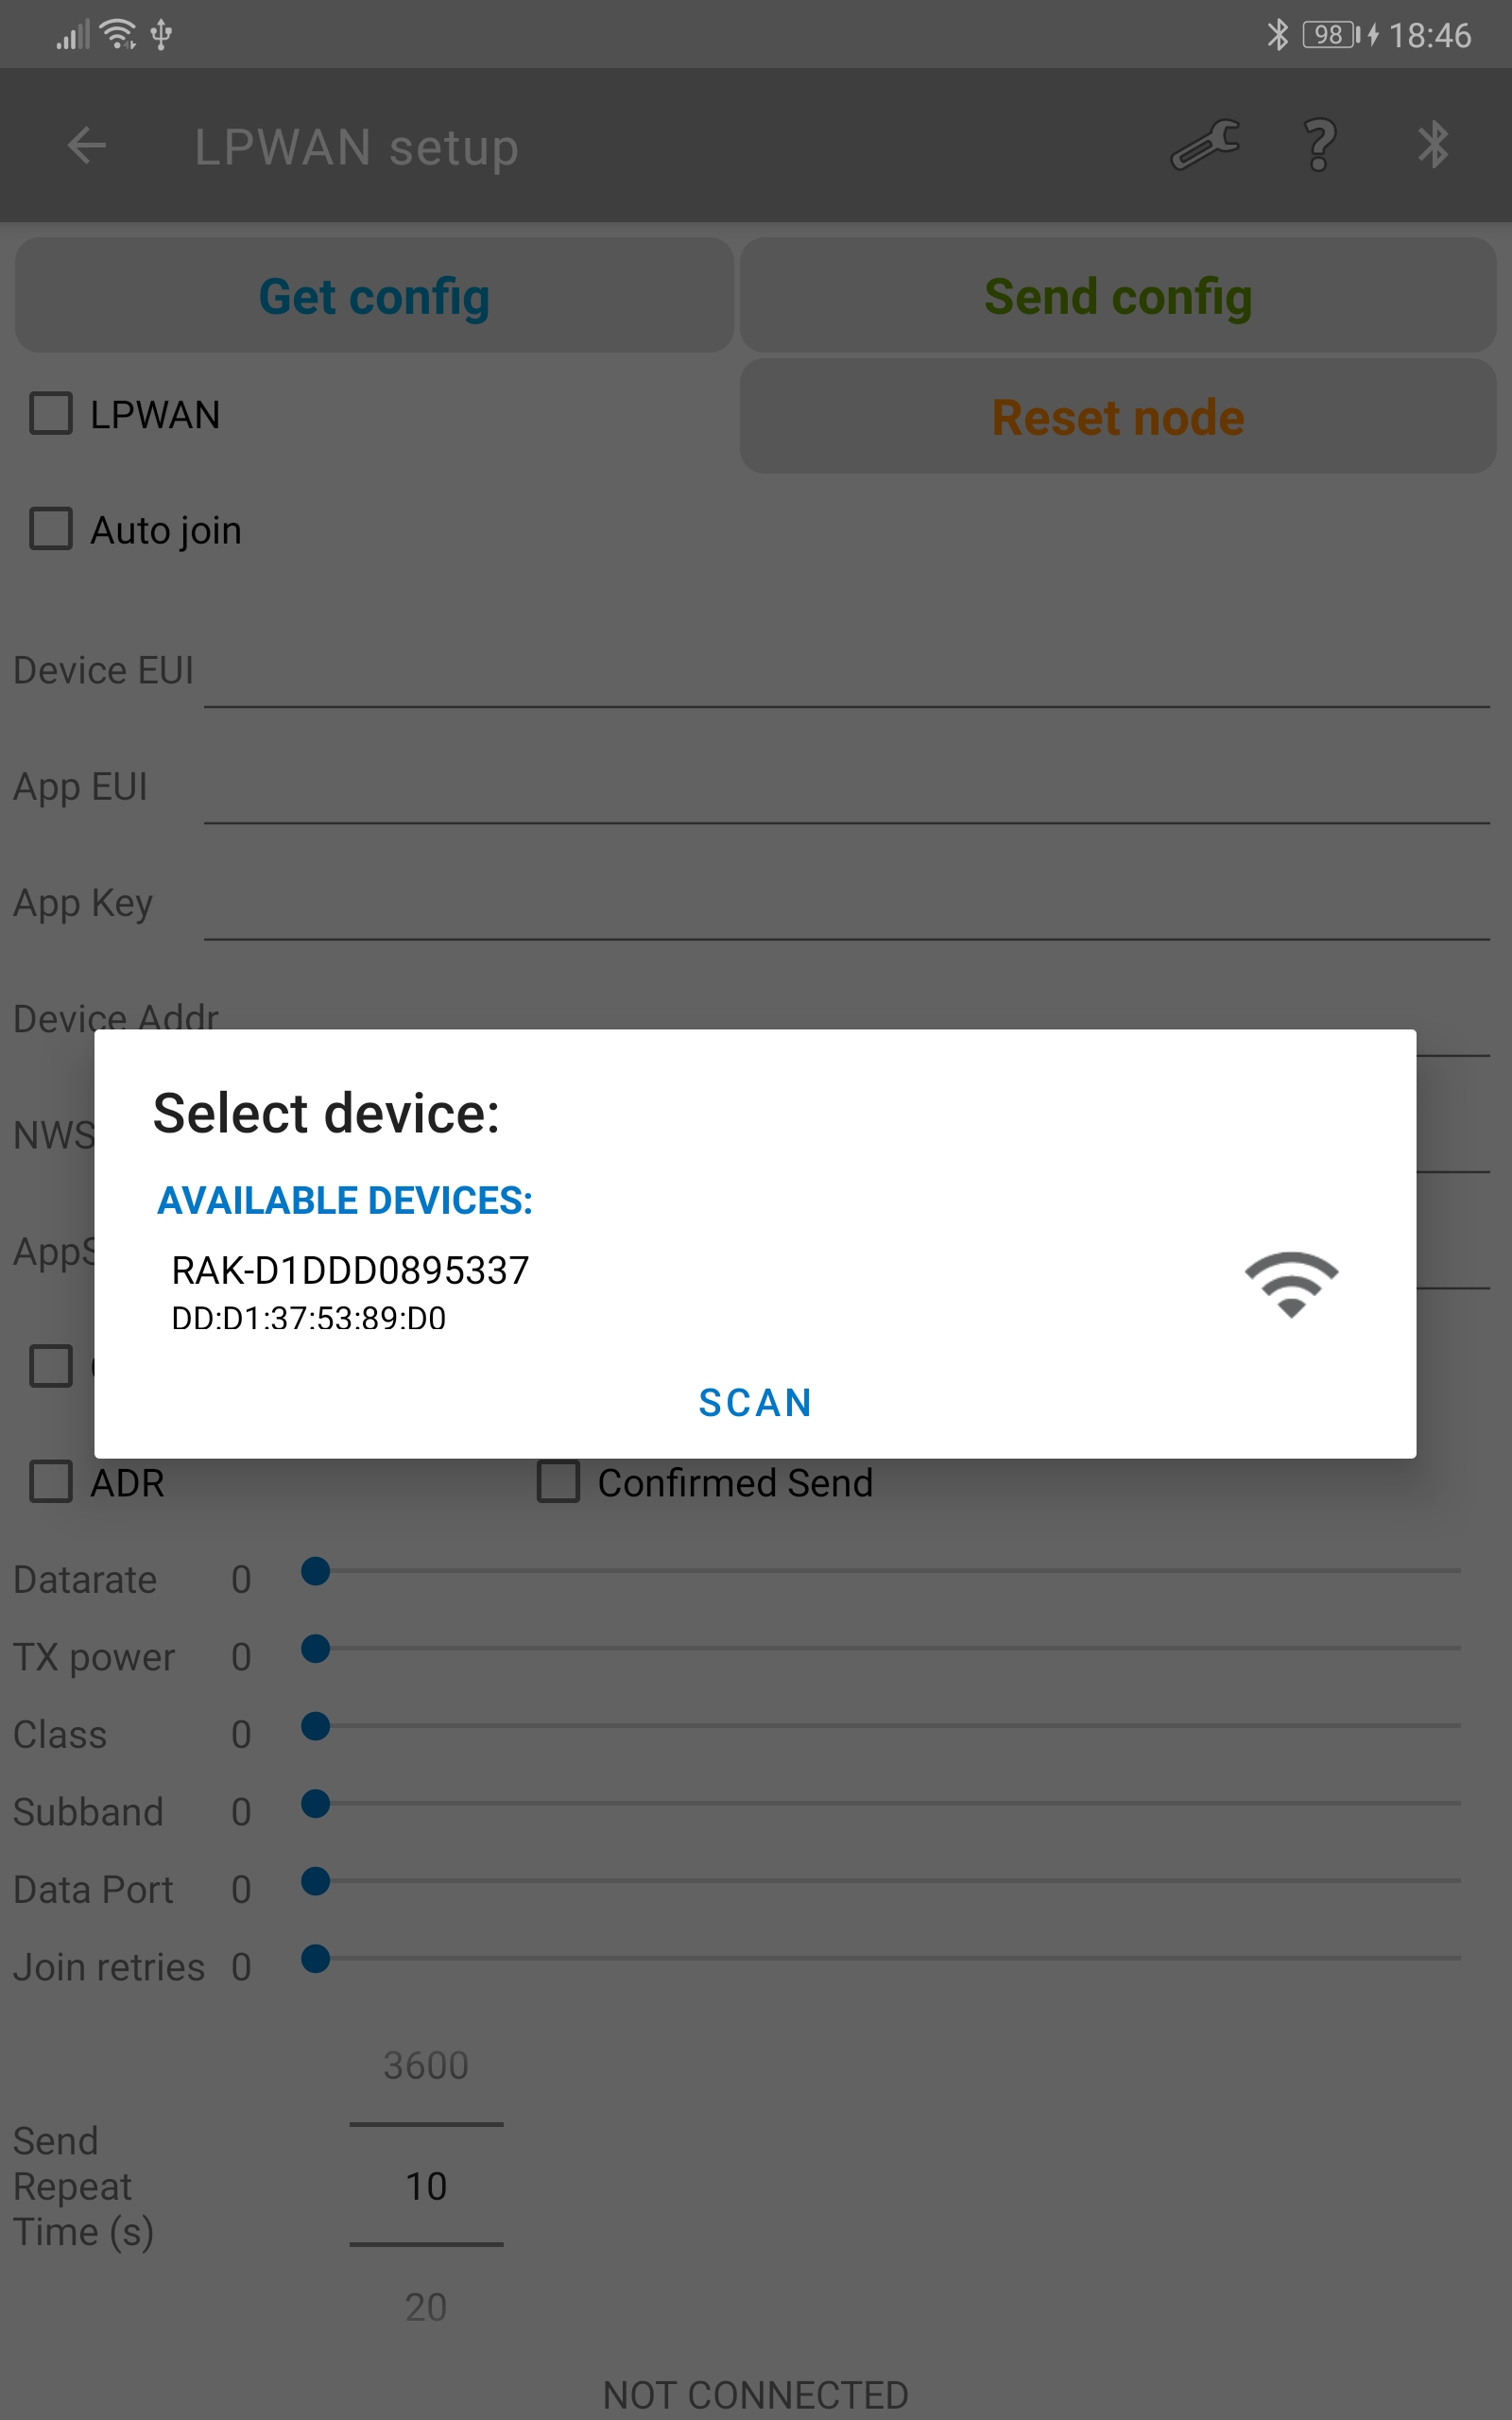 98 18:46
LPWAN setup
Get config Send config
LPWAN Reset node
Auto join
Device EUI
App EUI
App Key
Device Addr
Select device:
NWS
AVAILABLE DEVICES:
AppS
RAK-D1DDD0895337
DD:D1:37:53:89:D0
SCAN
ADR Confirmed Send
Datarate 0
TX power 0
Class 0
Subband 0
Data Port 0
Join retries 0
3600
Send
Repeat
Time (s)
10
20
NOT CONNECTED